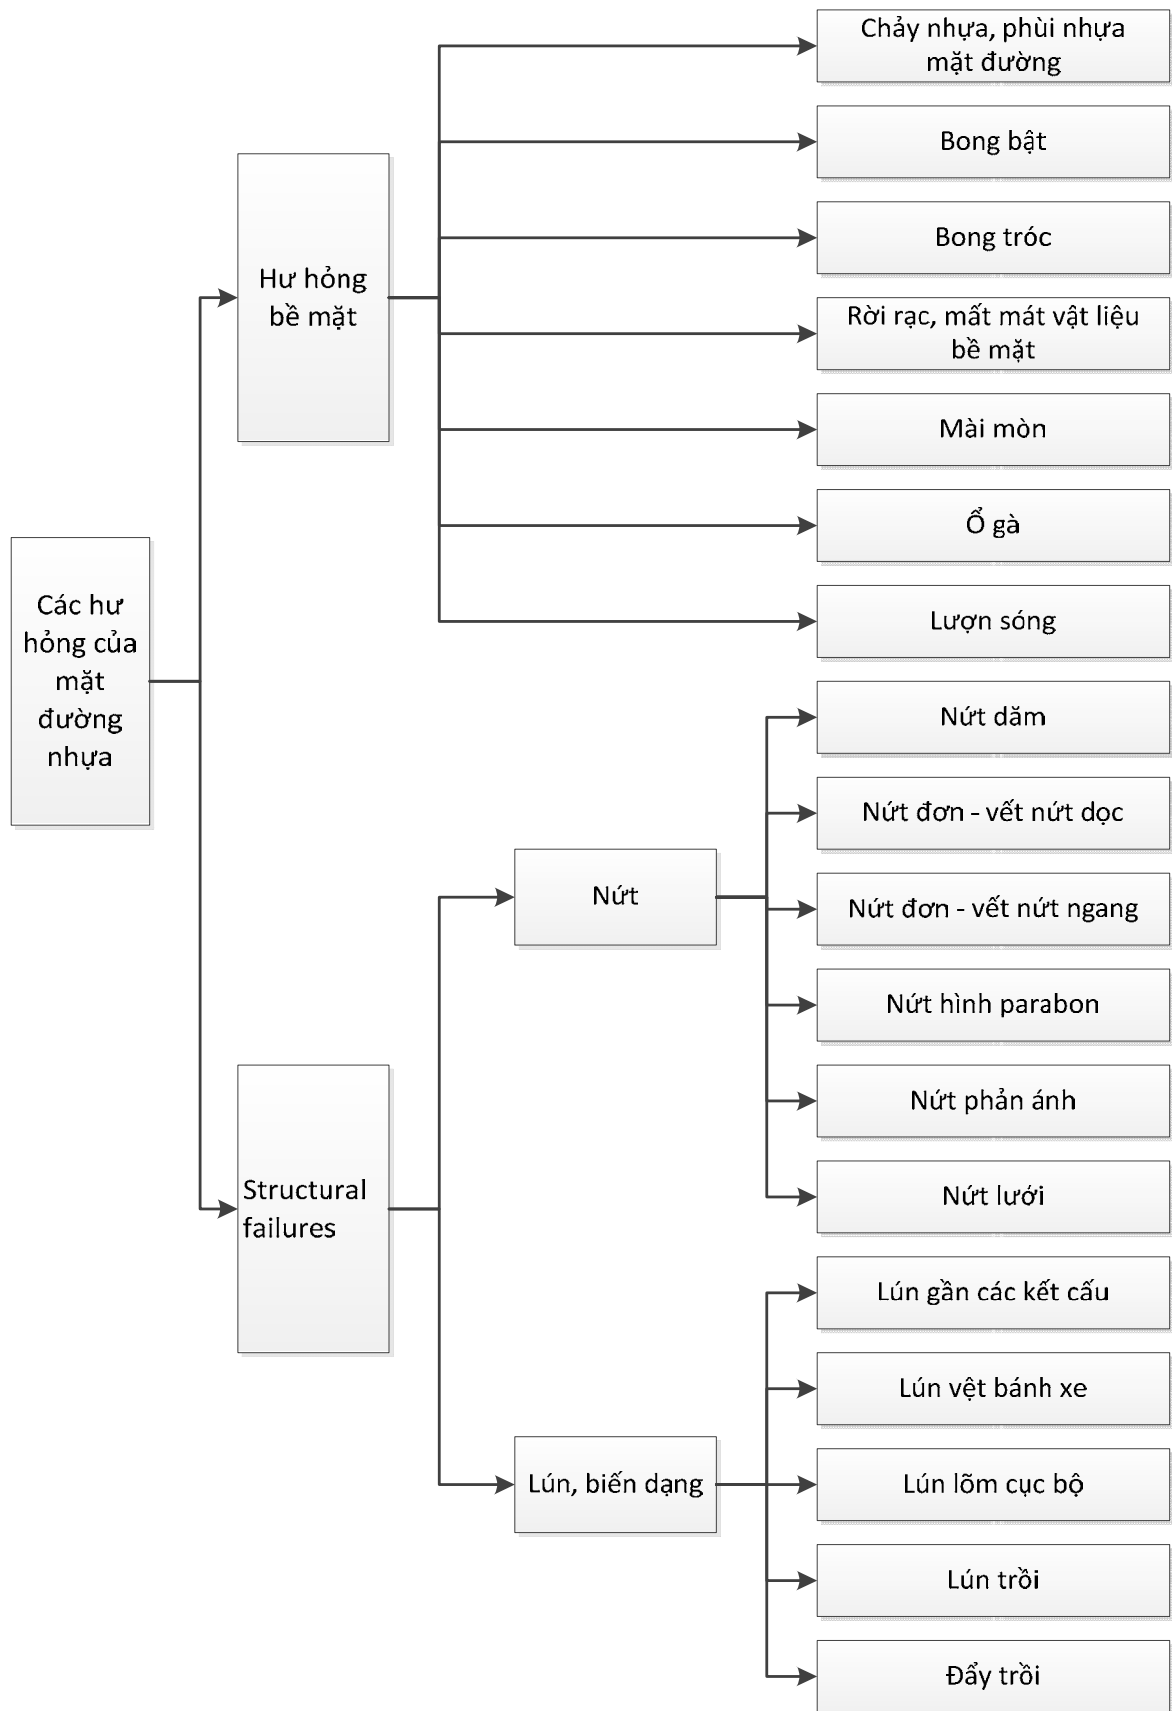 Chảy nhựa, phùi nhựa
mặt đường
Bong bật
Bong tróc
Hư hỏng
bề mặt
Rời rạc, mất mát vật liệu
bề mặt
Mài mòn
Ổ gà
Lượn sóng
Các hư
hỏng của
mặt
đường
nhựa
Nứt dăm
Nứt đơn - vết nứt dọc
Nứt
Nứt đơn - vết nứt ngang
Nứt hình parabon
Nứt phản ánh
Nứt lưới
Structural
failures
Lún gần các kết cấu
Lún vệt bánh xe
Lún, biến dạng
Lún lõm cục bộ
Lún trồi
Đẩy trồi